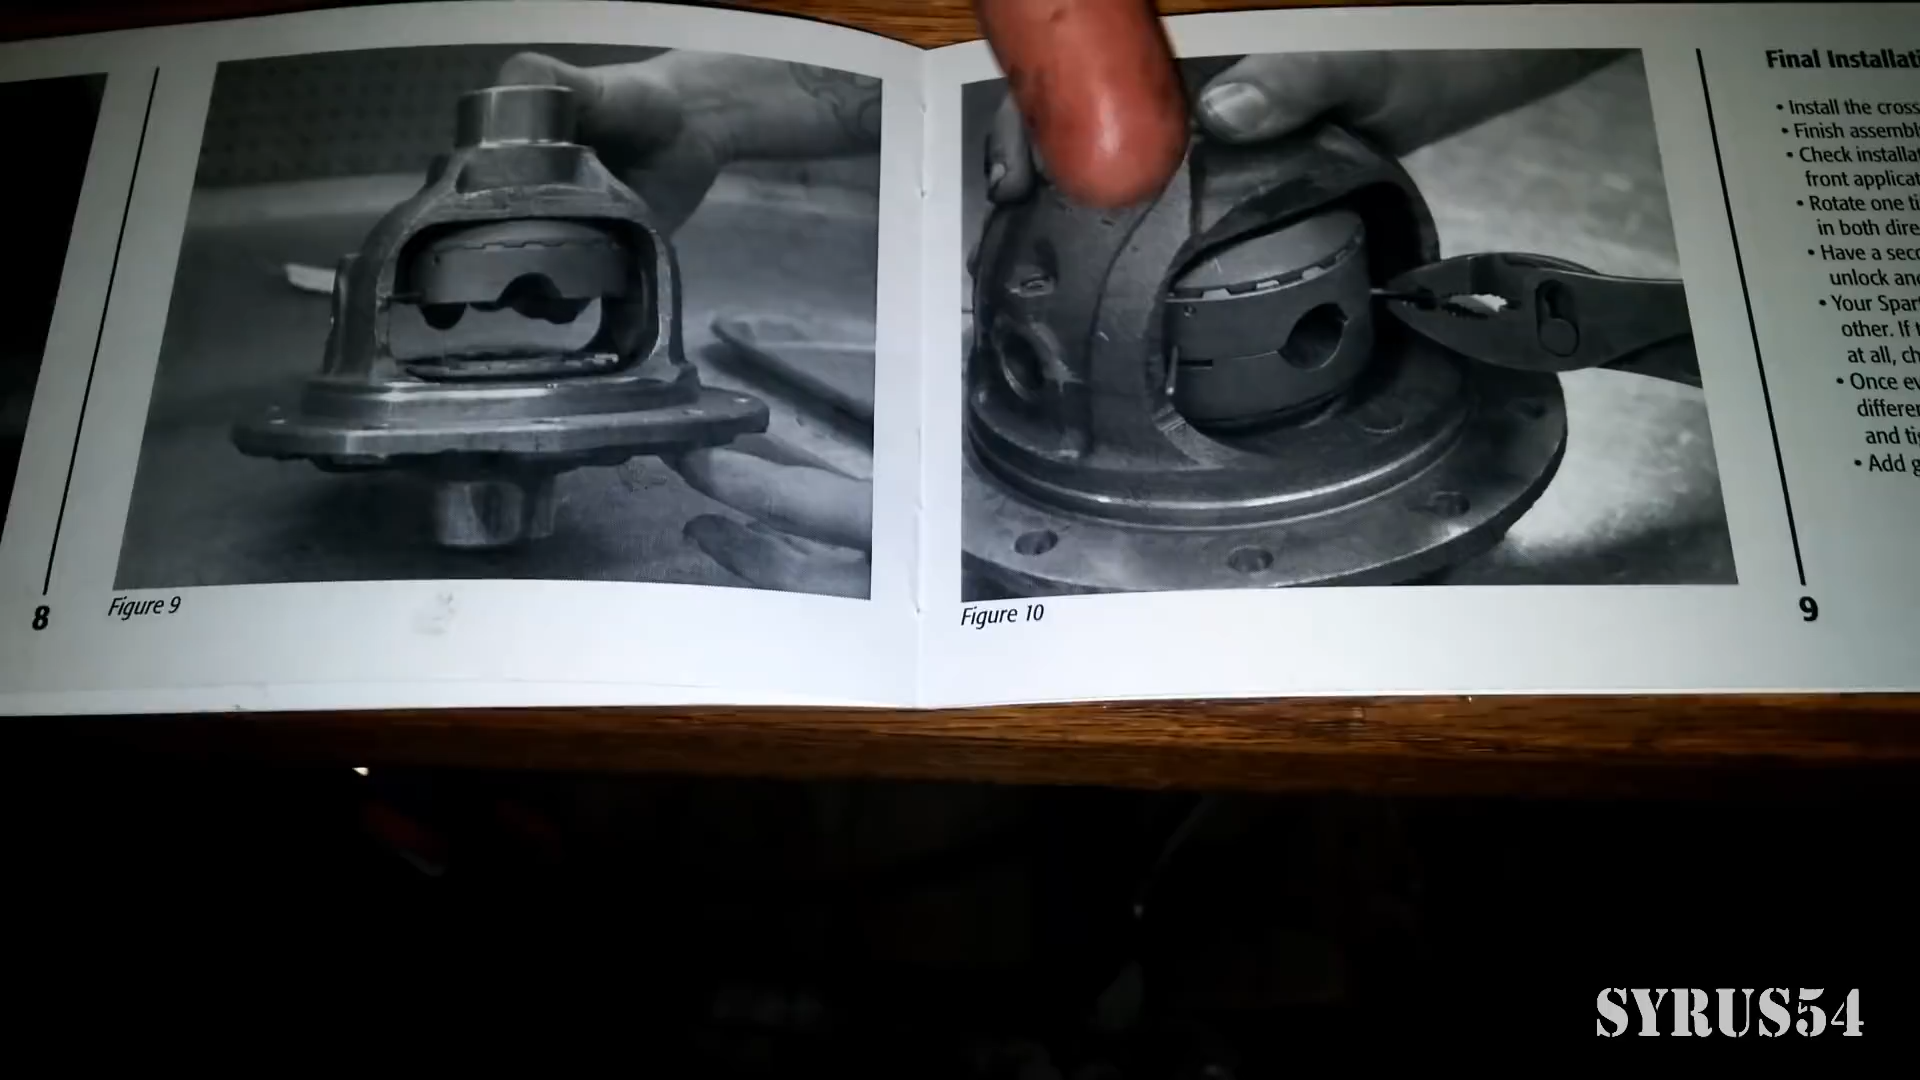 8
Figure 9
Figure 10
9
Final Installati
• Install the cross
• Finish assembl
• Check installat
front applicat
• Rotate one ti
in both dire
• Have a seco
unlock and
• Your Spart
other. If t
at all, ch
• Once ev
differen
and tig
• Add g
SYRUS54